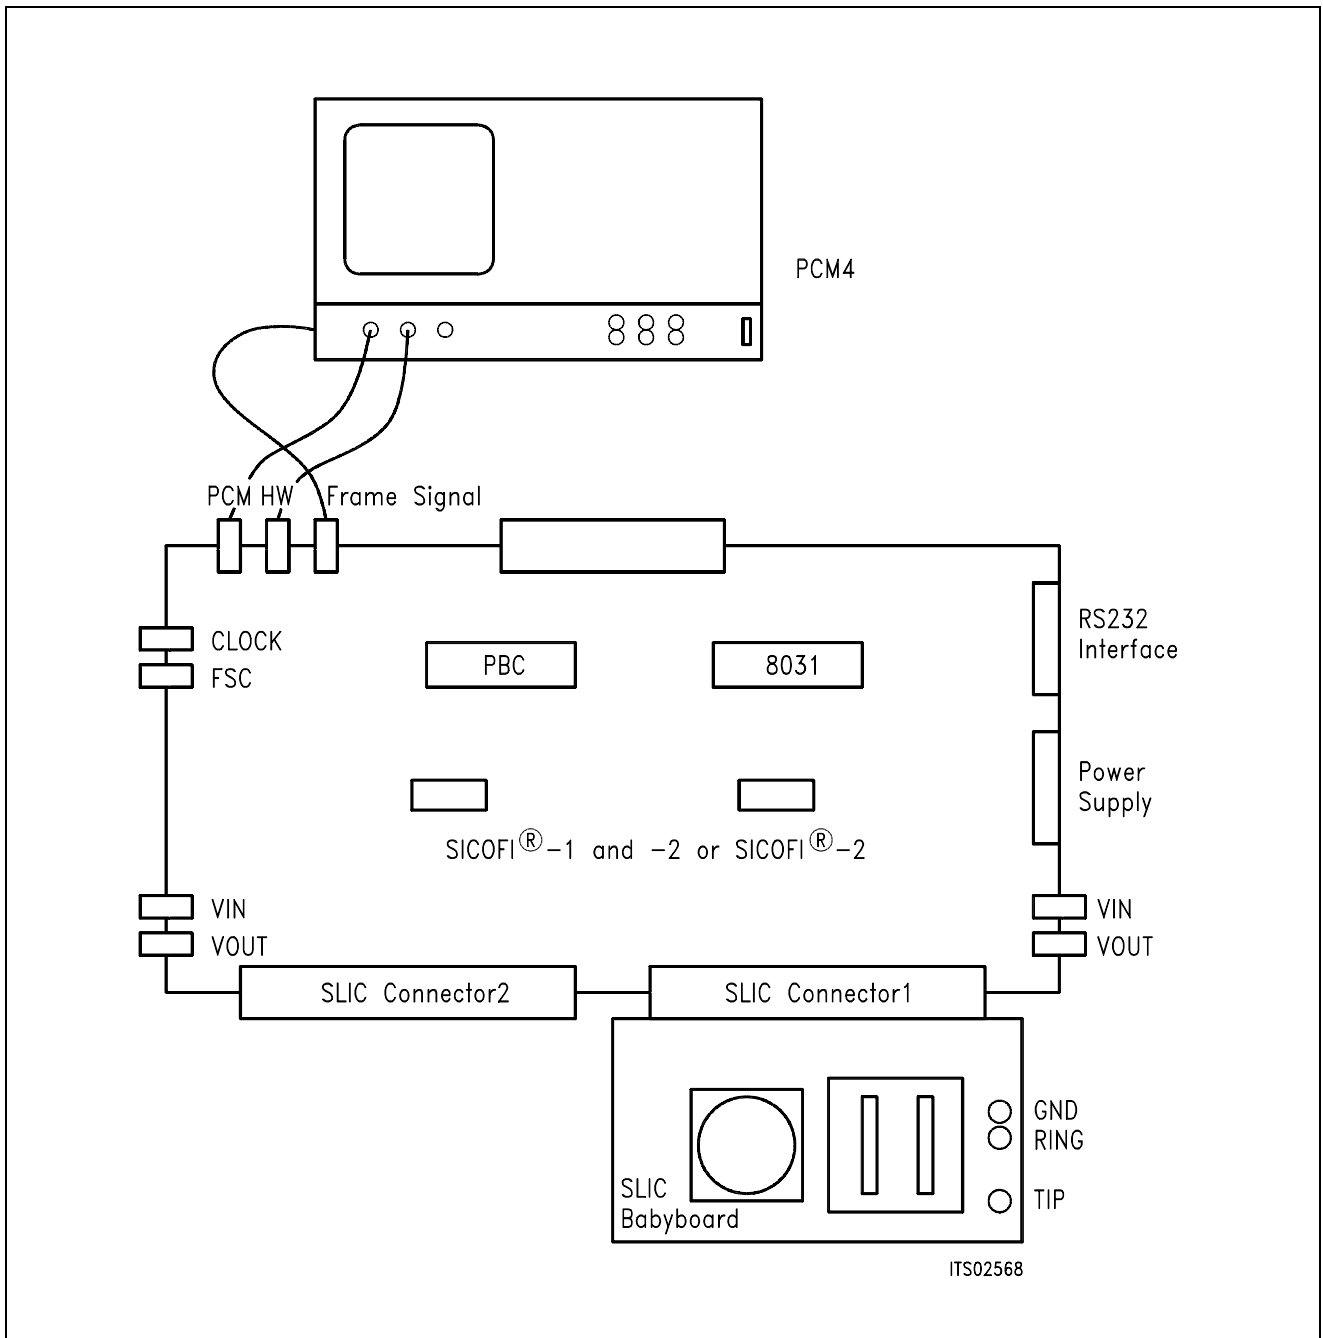 PCM4
PCM HW Frame Signal
CLOCK
FSC
PBC
8031
RS232
Interface
Power
Supply
SICOFI®-1 and -2 or SICOFI®-2
VIN
VOUT
VIN
VOUT
SLIC Connector2
SLIC Connector1
GND
RING
TIP
SLIC
Babyboard
ITS02568